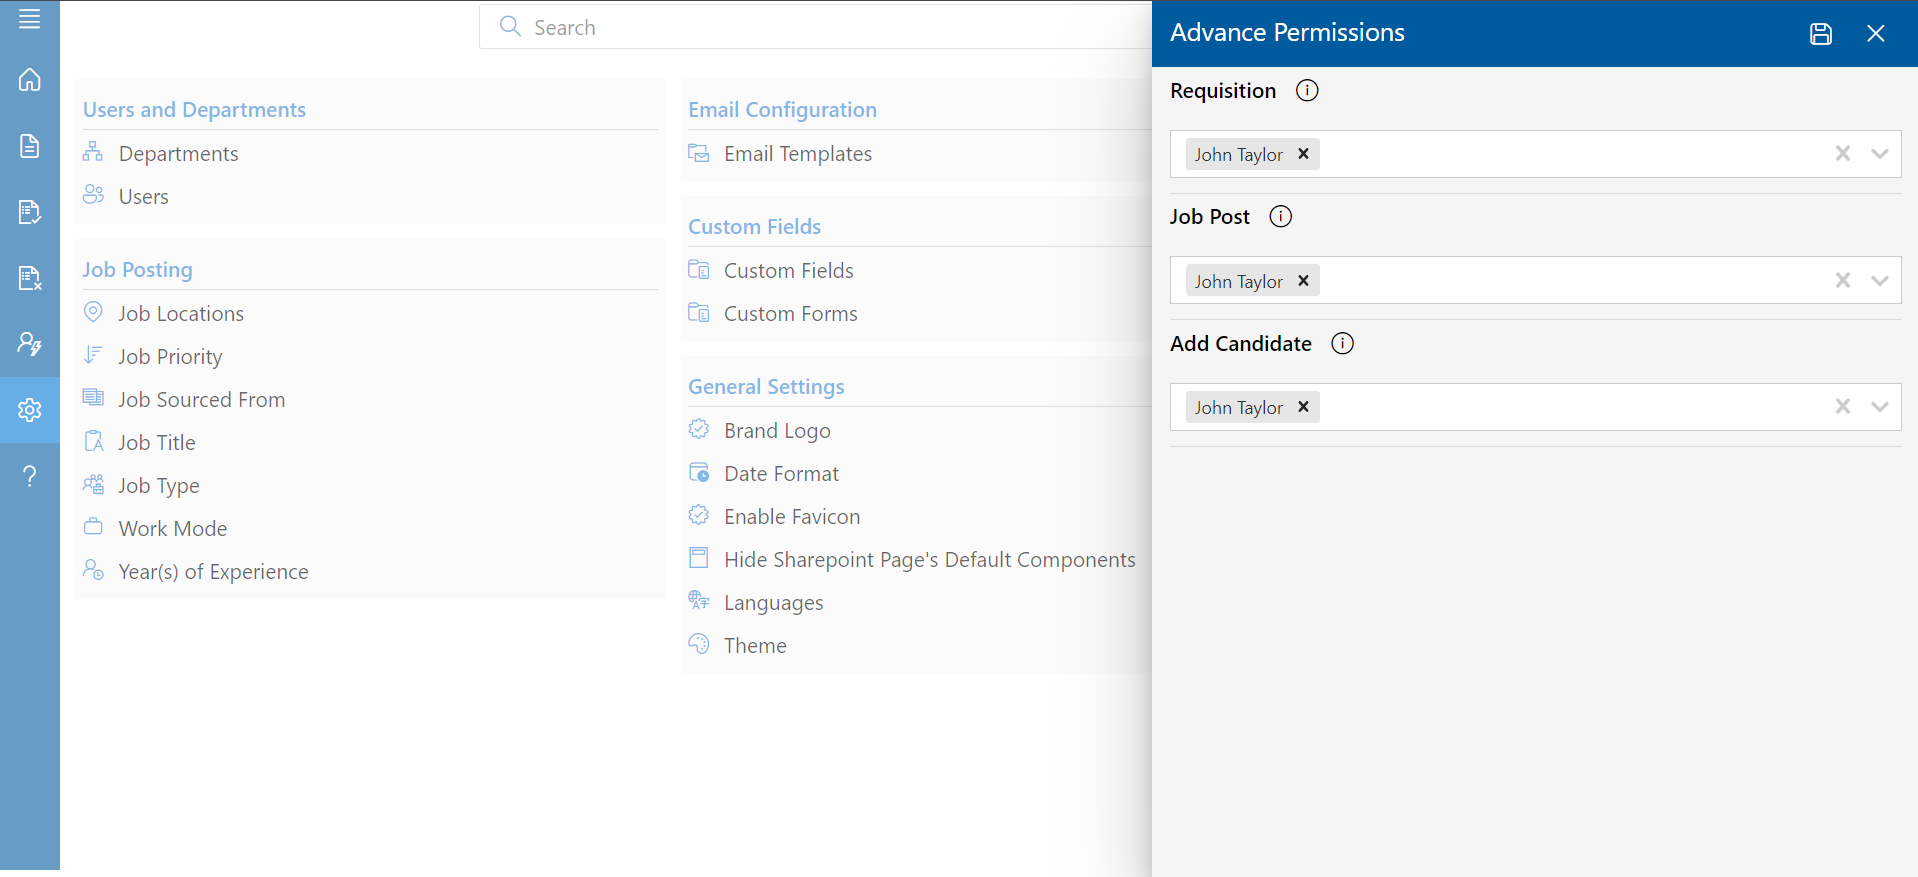 Search
Users and Departments
Departments
Users
Job Posting
Job Locations
Job Priority
Job Sourced From
Job Title
Job Type
Work Mode
Year(s) of Experience
Email Configuration
Email Templates
Custom Fields
Custom Fields
Custom Forms
General Settings
Brand Logo
Date Format
Enable Favicon
Hide Sharepoint Page's Default Components
Languages
Theme
Advance Permissions
Requisition
John Taylor
Job Post
John Taylor
Add Candidate
John Taylor